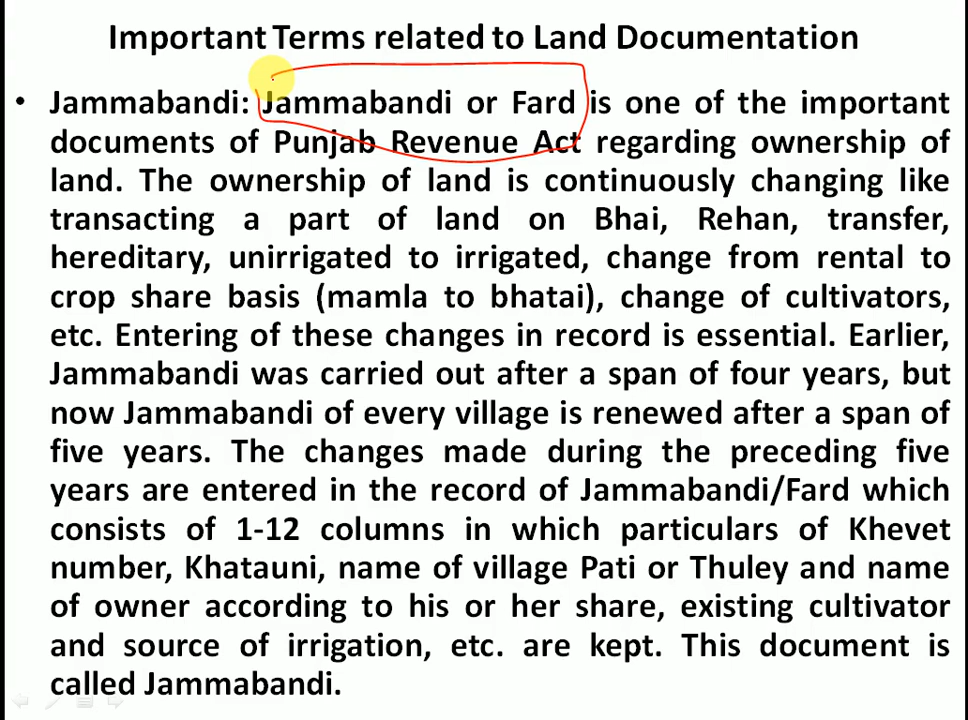 Important Terms related to Land Documentation
• Jammabandi: Jammabandi or Fard is one of the important
documents of Punjab Revenue Act regarding ownership of
land. The ownership of land is continuously changing like
transacting a part of land on Bhai, Rehan, transfer,
hereditary, unirrigated to irrigated, change from rental to
crop share basis (mamla to bhatai), change of cultivators,
etc. Entering of these changes in record is essential. Earlier,
Jammabandi was carried out after a span of four years, but
now Jammabandi of every village is renewed after a span of
five years. The changes made during the preceding five
years are entered in the record of Jammabandi/Fard which
consists of 1-12 columns in which particulars of Khevet
number, Khatauni, name of village Pati or Thuley and name
of owner according to his or her share, existing cultivator
and source of irrigation, etc. are kept. This document is
called Jammabandi.